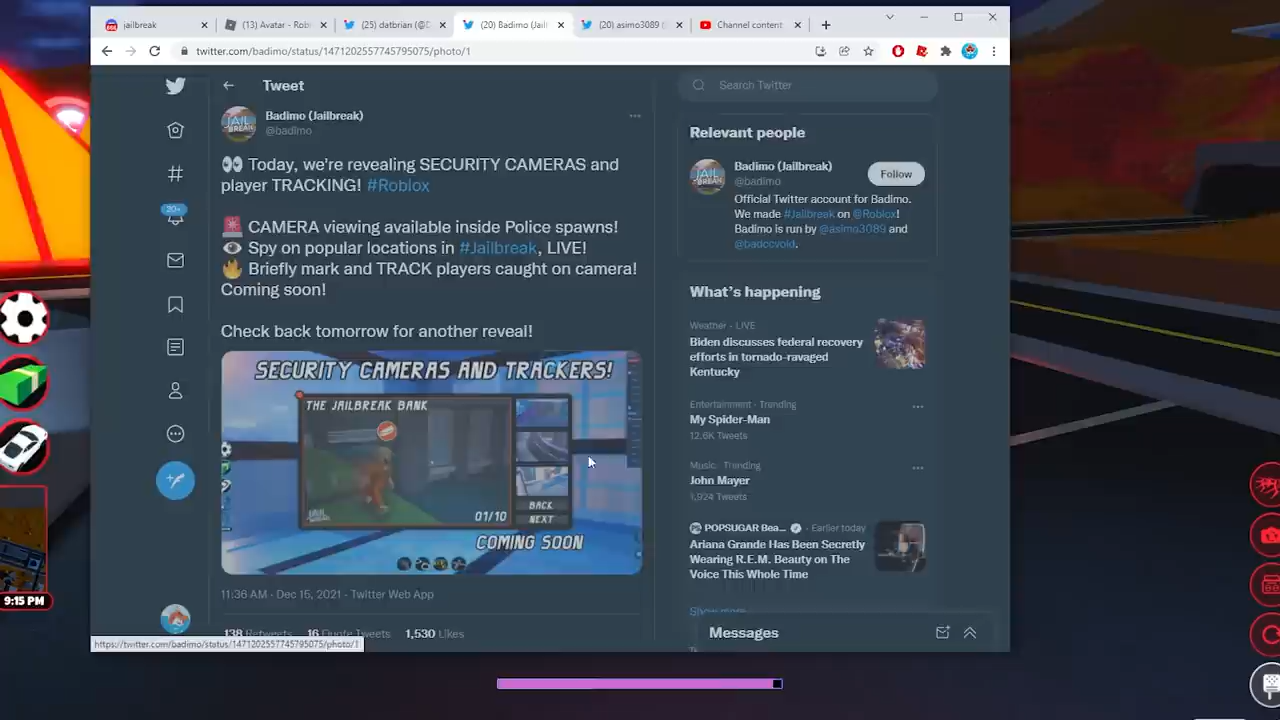 jailbreak
(13) Avatar - Rob
(25) datbrian (@D
(20) Badimo (Jail
(20) asimo3089 (
Channel content
twitter.com/badimo/status/1471202557745795075/photo/1
Tweet
Search Twitter
Badimo (Jailbreak)
@badimo
👀 Today, we're revealing SECURITY CAMERAS and
player TRACKING! #Roblox
🚨 CAMERA viewing available inside Police spawns!
👁 Spy on popular locations in #Jailbreak, LIVE!
🔥 Briefly mark and TRACK players caught on camera!
Coming soon!
Check back tomorrow for another reveal!
SECURITY CAMERAS AND TRACKERS!
THE JAILBREAK BANK
01/10
BACK
NEXT
COMING SOON
11:36 AM · Dec 15, 2021 · Twitter Web App
138 Retweets 16 Quote Tweets 1,530 Likes
https://twitter.com/badimo/status/1471202557745795075/photo/1
20+
Relevant people
Badimo (Jailbreak)
@badimo
Follow
Official Twitter account for Badimo.
We made #Jailbreak on @Roblox!
Badimo is run by @asimo3089 and
@badccvoid.
What's happening
Weather · LIVE
Biden discusses federal recovery
efforts in tornado-ravaged
Kentucky
Entertainment · Trending
My Spider-Man
12.6K Tweets
Music · Trending
John Mayer
1,924 Tweets
POPSUGAR Bea... · Earlier today
Ariana Grande Has Been Secretly
Wearing R.E.M. Beauty on The
Voice This Whole Time
Show more
Messages
9:15 PM